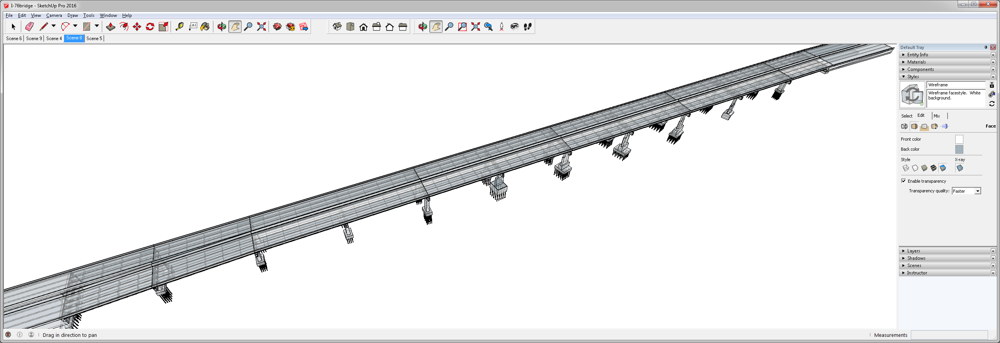 I-76bridge - SketchUp Pro 2016
File Edit View Camera Draw Tools Window Help
A1
Scene 6 Scene 9 Scene 4 Scene 8 Scene 5
Default Tray
Entity Info
Materials
Components
Styles
Wireframe
Wireframe facestyle. White
background.
Select Edit Mix
Face
Front color
Back color
Style X-ray
Enable transparency
Transparency quality: Faster
Layers
Shadows
Scenes
Instructor
Drag in direction to pan
Measurements